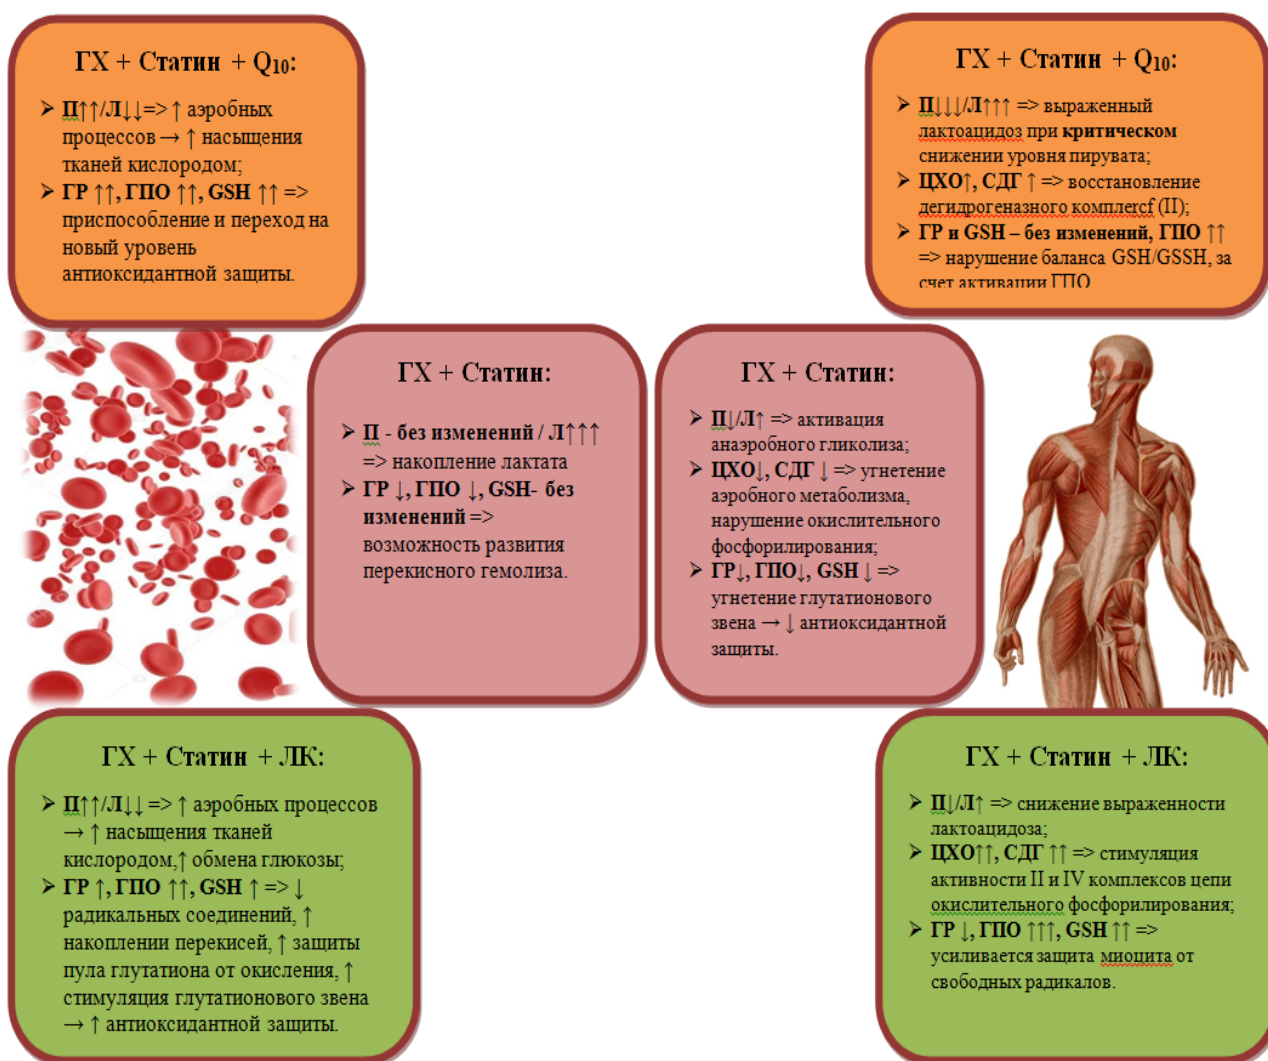 ГХ + Статин + Q10:
➢ П↑↑/Л↓↓=> ↑ аэробных
процессов → ↑ насыщения
тканей кислородом;
➢ ГР ↑↑, ГПО ↑↑, GSH ↑↑ =>
приспособление и переход на
новый уровень
антиоксидантной защиты.
ГХ + Статин + Q10:
➢ П↓↓↓/Л↑↑↑ => выраженный
лактоацидоз при критическом
снижении уровня пирувата;
➢ ЦХО↑, СДГ ↑ => восстановление
дегидрогеназного комплексf (II);
➢ ГР и GSH – без изменений, ГПО ↑↑
=> нарушение баланса GSH/GSSH, за
счет активации ГПО
ГХ + Статин:
➢ П - без изменений / Л↑↑↑
=> накопление лактата
➢ ГР ↓, ГПО ↓, GSH- без
изменений =>
возможность развития
перекисного гемолиза.
ГХ + Статин:
➢ П↓/Л↑ => активация
анаэробного гликолиза;
➢ ЦХО↓, СДГ ↓ => угнетение
аэробного метаболизма,
нарушение окислительного
фосфорилирования;
➢ ГР↓, ГПО↓, GSH ↓ =>
угнетение глутатионового
звена → ↓ антиоксидантной
защиты.
ГХ + Статин + ЛК:
➢ П↑↑/Л↓↓ => ↑ аэробных процессов
→ ↑ насыщения тканей
кислородом,↑ обмена глюкозы;
➢ ГР ↑, ГПО ↑↑, GSH ↑ => ↓
радикальных соединений, ↑
накоплении перекисей, ↑ защиты
пула глутатиона от окисления, ↑
стимуляция глутатионового звена
→ ↑ антиоксидантной защиты.
ГХ + Статин + ЛК:
➢ П↓/Л↑ => снижение выраженности
лактоацидоза;
➢ ЦХО↑↑, СДГ ↑↑ => стимуляция
активности II и IV комплексов цепи
окислительного фосфорилирования;
➢ ГР ↓, ГПО ↑↑↑, GSH ↑↑ =>
усиливается защита миоцита от
свободных радикалов.